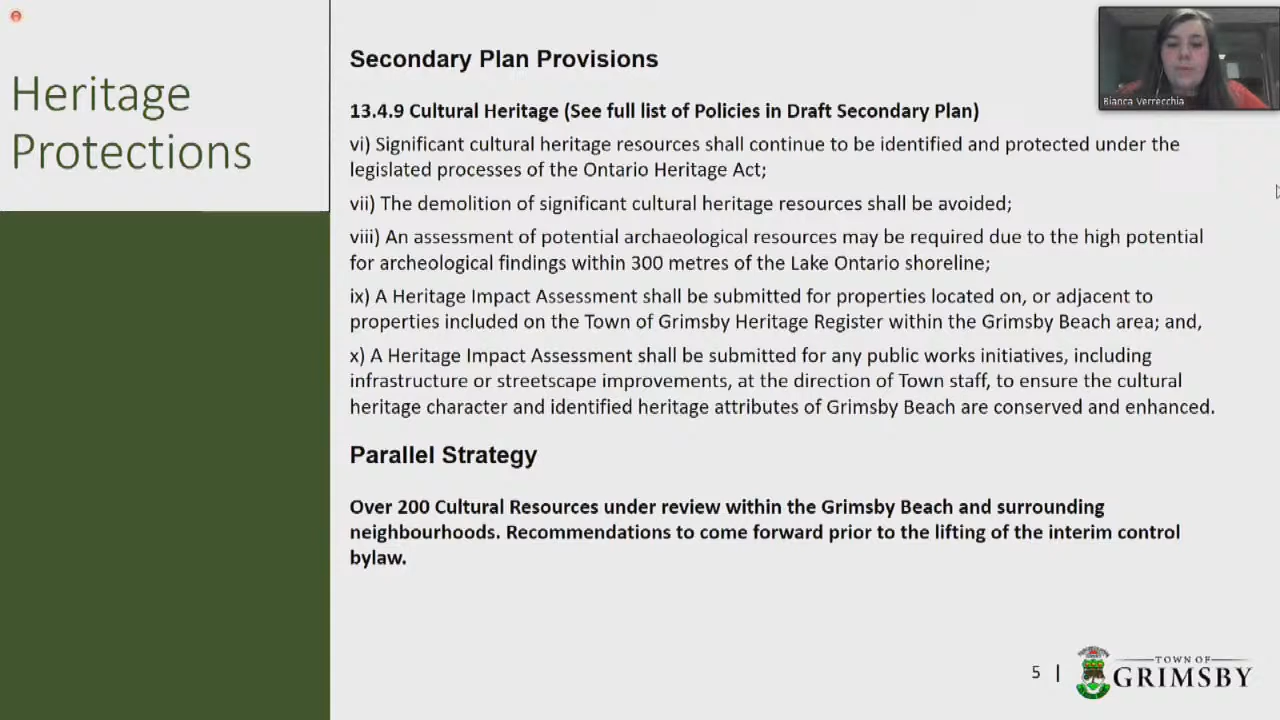 Heritage
Protections
Secondary Plan Provisions
13.4.9 Cultural Heritage (See full list of Policies in Draft Secondary Plan)
vi) Significant cultural heritage resources shall continue to be identified and protected under the
legislated processes of the Ontario Heritage Act;
vii) The demolition of significant cultural heritage resources shall be avoided;
viii) An assessment of potential archaeological resources may be required due to the high potential
for archeological findings within 300 metres of the Lake Ontario shoreline;
ix) A Heritage Impact Assessment shall be submitted for properties located on, or adjacent to
properties included on the Town of Grimsby Heritage Register within the Grimsby Beach area; and,
x) A Heritage Impact Assessment shall be submitted for any public works initiatives, including
infrastructure or streetscape improvements, at the direction of Town staff, to ensure the cultural
heritage character and identified heritage attributes of Grimsby Beach are conserved and enhanced.
Parallel Strategy
Over 200 Cultural Resources under review within the Grimsby Beach and surrounding
neighbourhoods. Recommendations to come forward prior to the lifting of the interim control
bylaw.
Bianca Verrecchia
5 |
TOWN OF
GRIMSBY